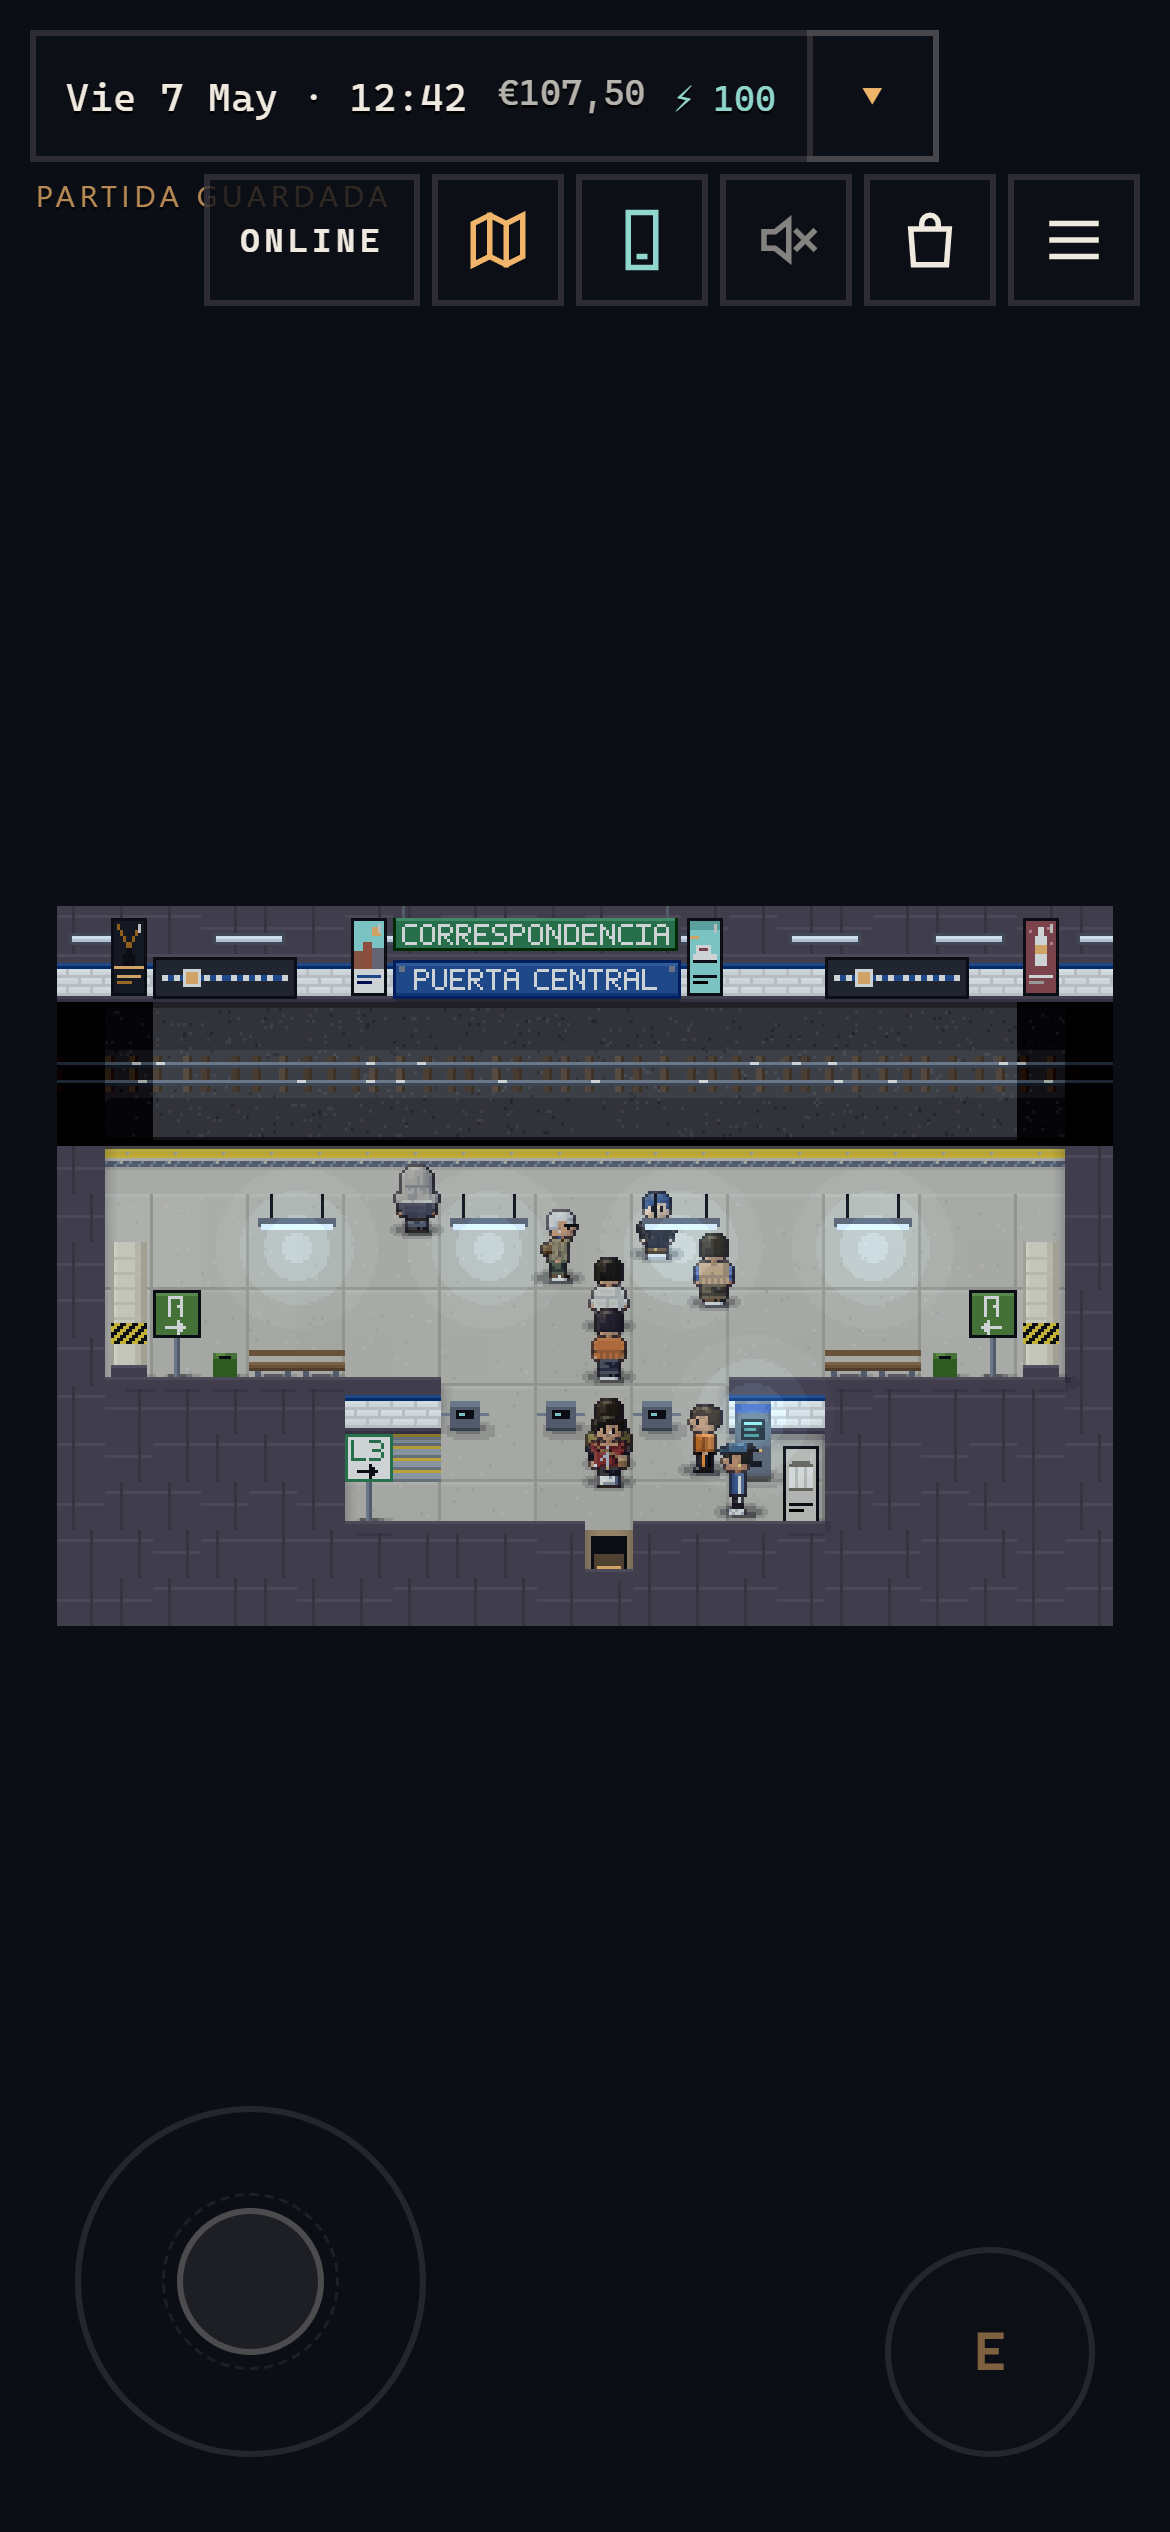 Vie 7 May · 12:42 €107,50 ⚡ 100 ▼
PARTIDA GUARDADA
ONLINE
CORRESPONDENCIA
PUERTA CENTRAL
L3
E